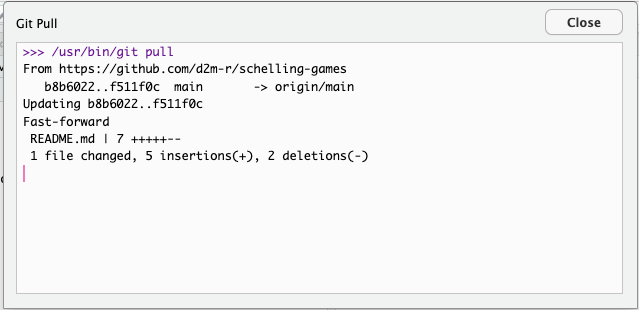 Git Pull
Close
>>> /usr/bin/git pull
From https://github.com/d2m-r/schelling-games
   b8b6022..f511f0c  main       -> origin/main
Updating b8b6022..f511f0c
Fast-forward
 README.md | 7 +++++--
 1 file changed, 5 insertions(+), 2 deletions(-)